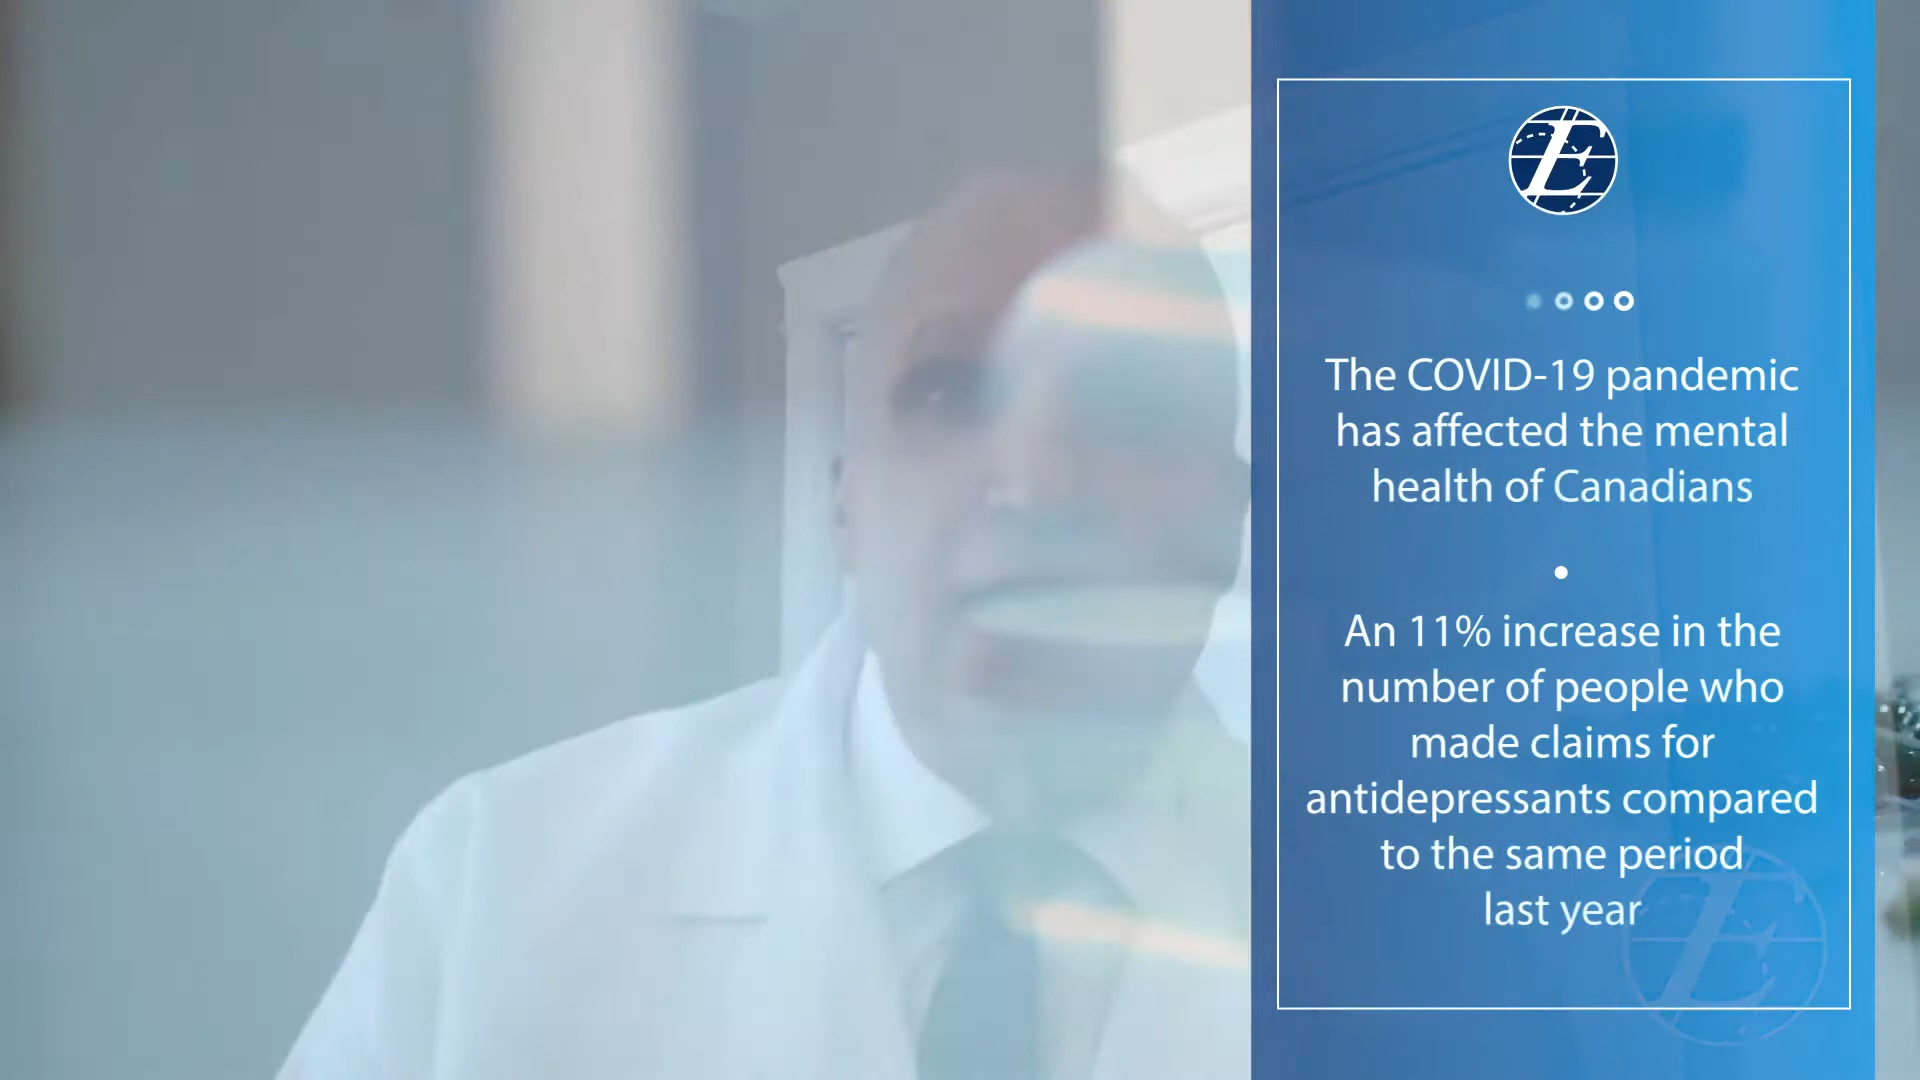 E
The COVID-19 pandemic
has affected the mental
health of Canadians
An 11% increase in the
number of people who
made claims for
antidepressants compared
to the same period
last year
E